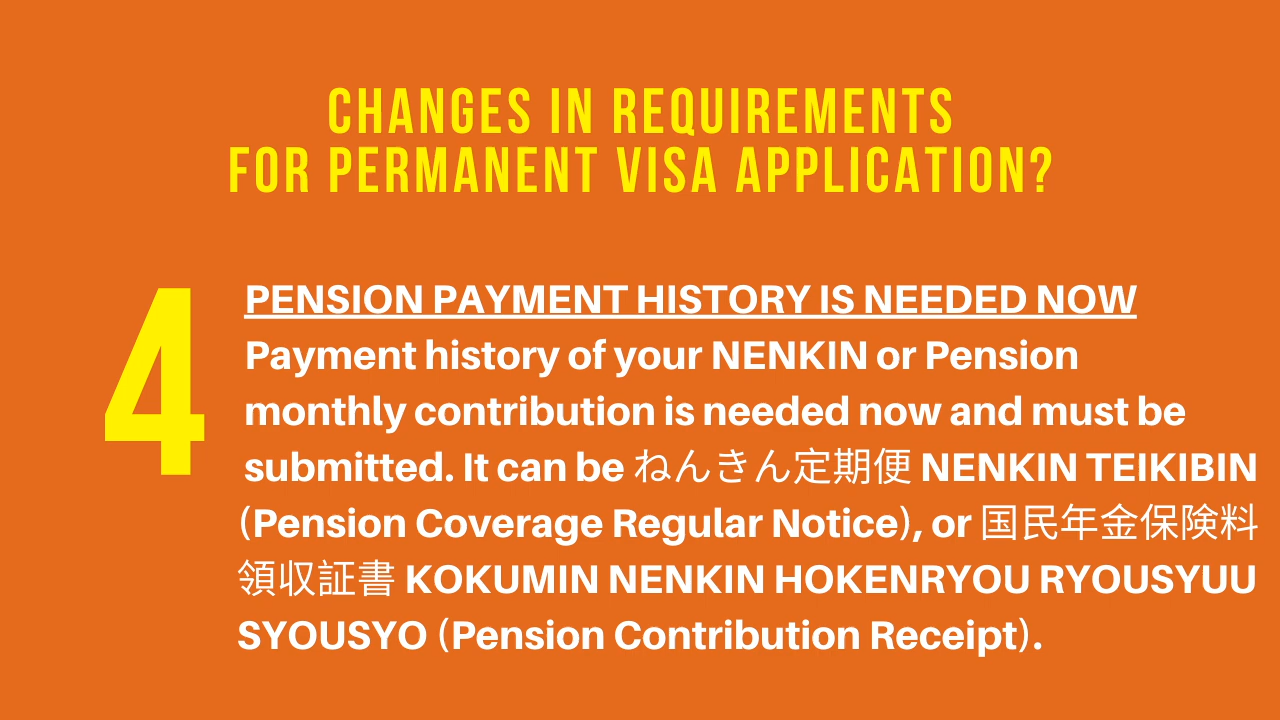 CHANGES IN REQUIREMENTS
FOR PERMANENT VISA APPLICATION?
4
PENSION PAYMENT HISTORY IS NEEDED NOW
Payment history of your NENKIN or Pension
monthly contribution is needed now and must be
submitted. It can be ねんきん定期便 NENKIN TEIKIBIN
(Pension Coverage Regular Notice), or 国民年金保険料
領収証書 KOKUMIN NENKIN HOKENRYOU RYOUSYUU
SYOUSYO (Pension Contribution Receipt).